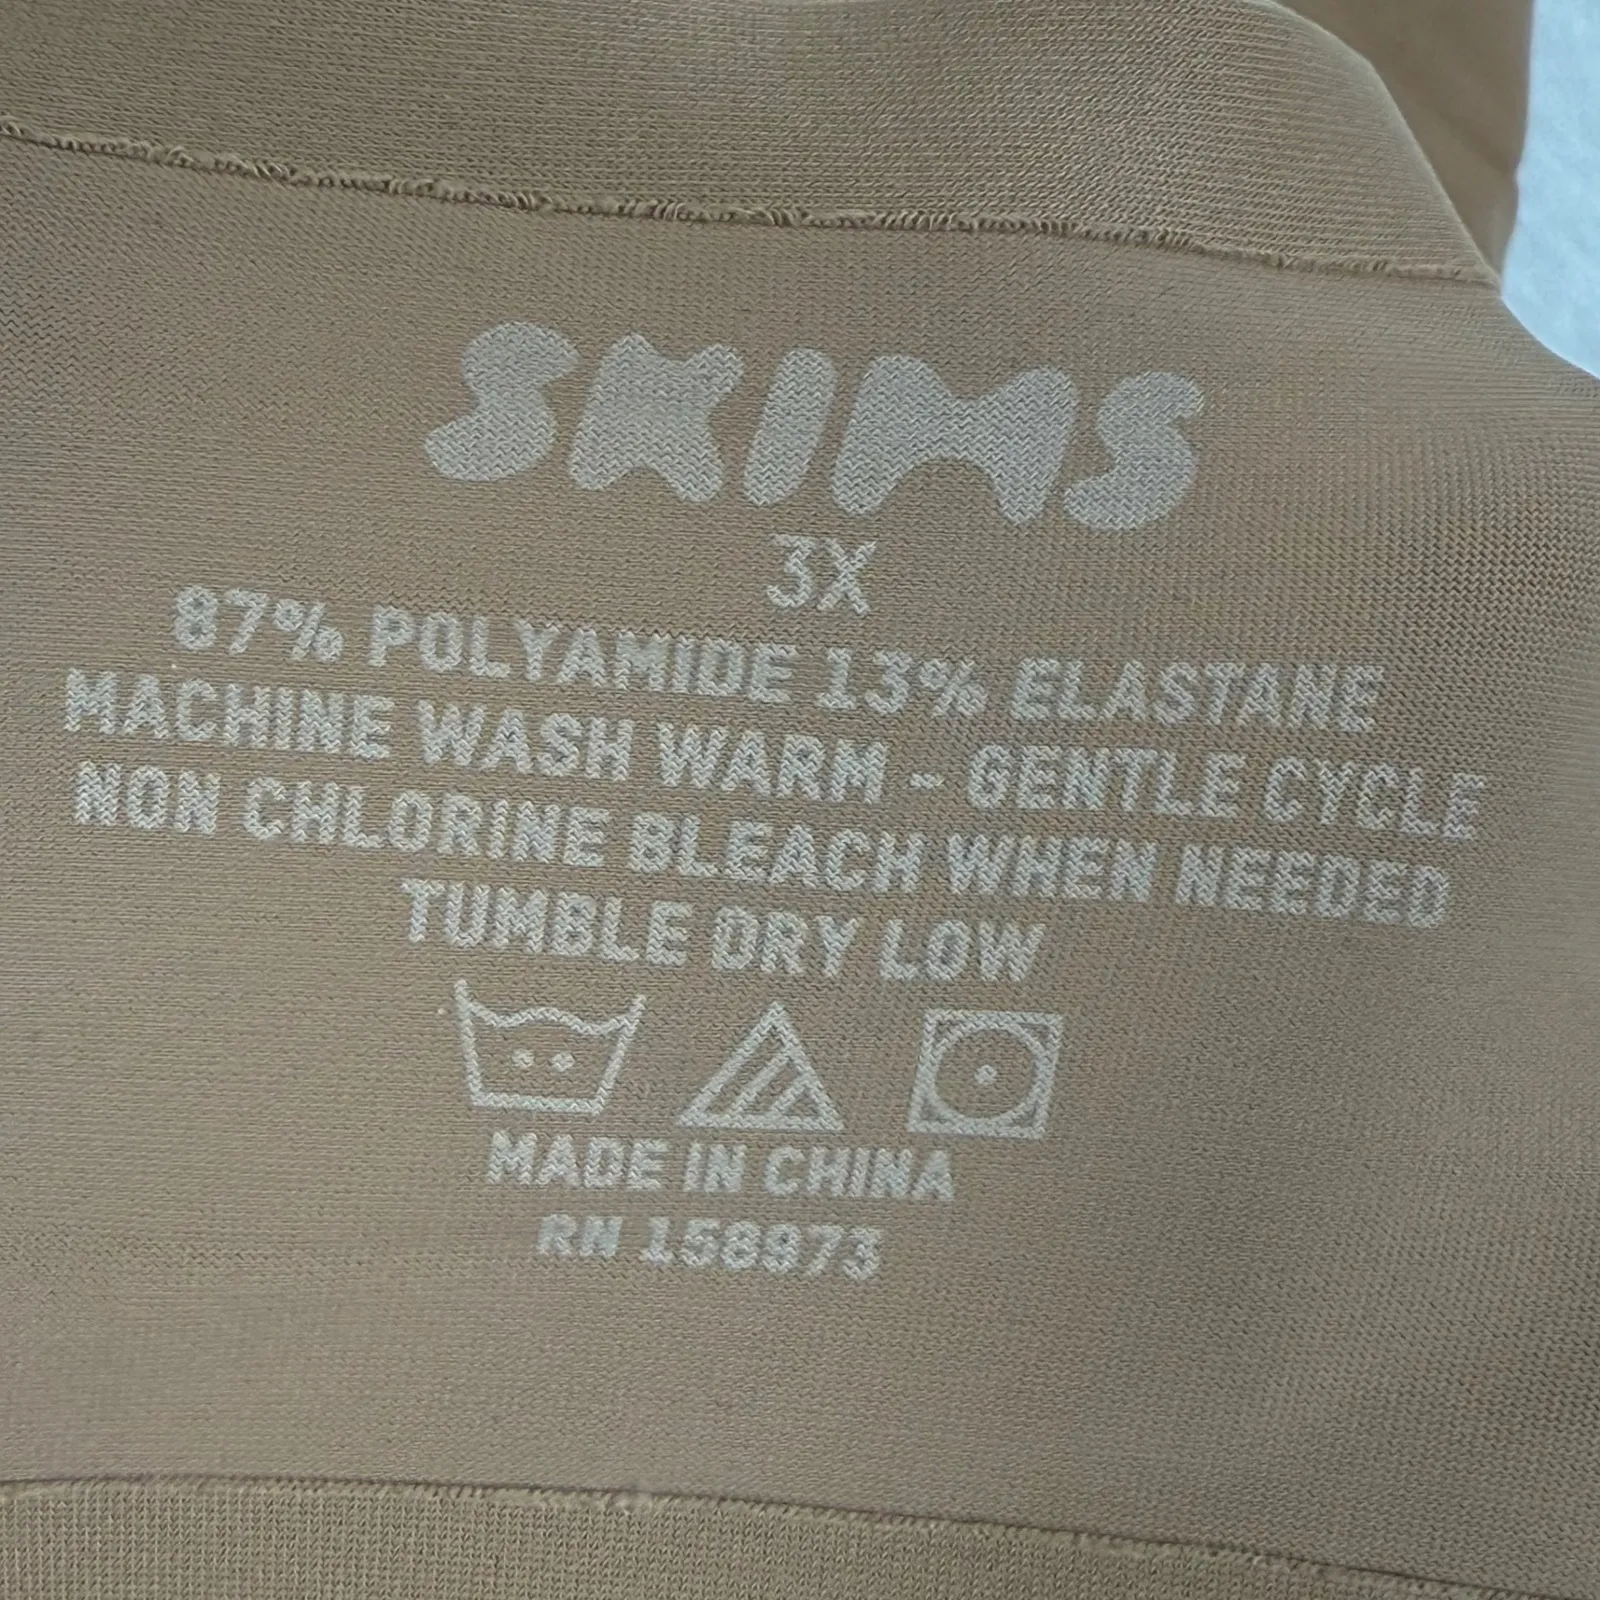 SKIMS
3X
87% POLYAMIDE 13% ELASTANE
MACHINE WASH WARM - GENTLE CYCLE
NON CHLORINE BLEACH WHEN NEEDED
TUMBLE DRY LOW
MADE IN CHINA
RN 158973